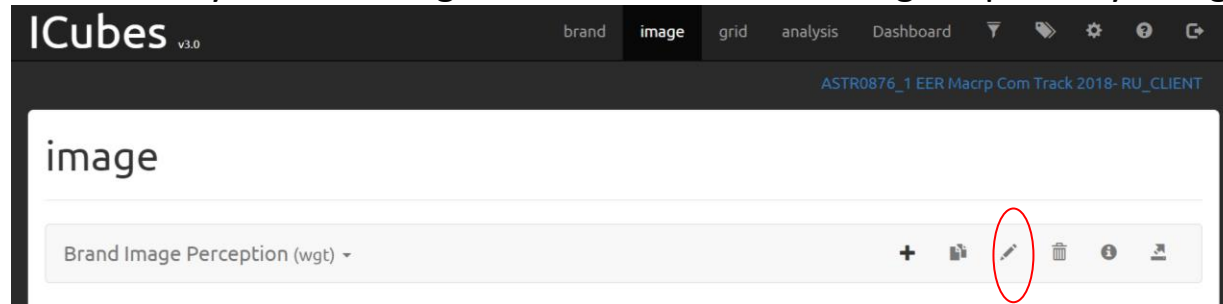 ICubes v3.0 brand image grid analysis Dashboard
ASTR0876_1 EER Macrp Com Track 2018- RU_CLIENT
image
Brand Image Perception (wgt)